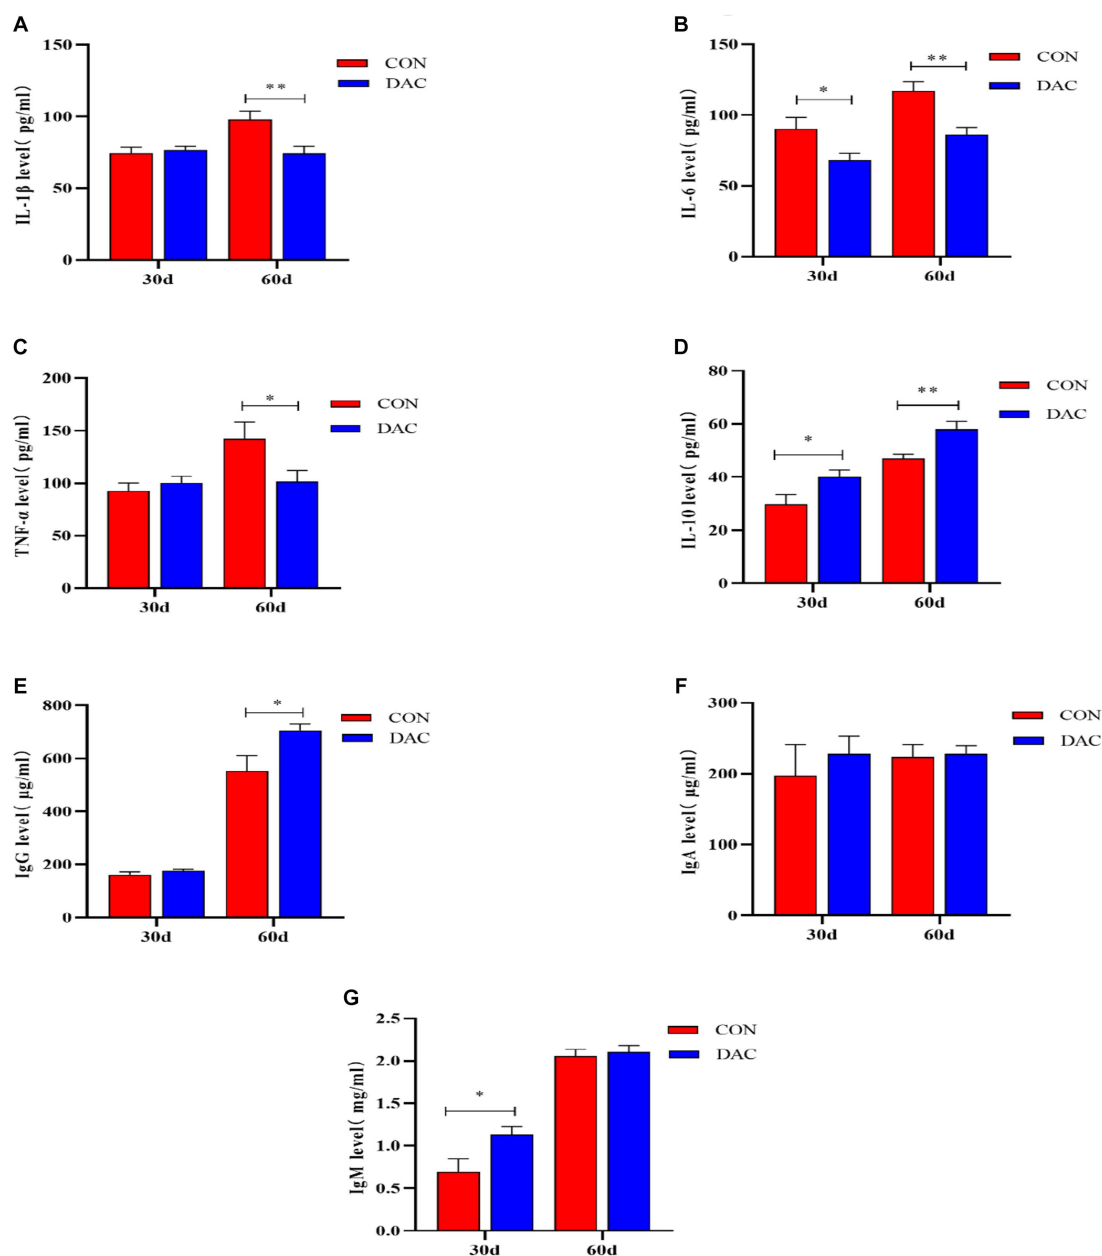 A
IL-1β level( pg/ml)
150
100
50
0
**
30d
60d
CON
DAC
B
IL-6 level( pg/ml)
150
100
50
0
*
**
30d
60d
CON
DAC
C
TNF-α level( pg/ml)
200
150
100
50
0
*
30d
60d
CON
DAC
D
IL-10 level( pg/ml)
80
60
40
20
0
*
**
30d
60d
CON
DAC
E
IgG level( μg/ml)
800
600
400
200
0
*
30d
60d
CON
DAC
F
IgA level( μg/ml)
300
200
100
0
30d
60d
CON
DAC
G
IgM level( mg/ml)
2.5
2.0
1.5
1.0
0.5
0.0
*
30d
60d
CON
DAC